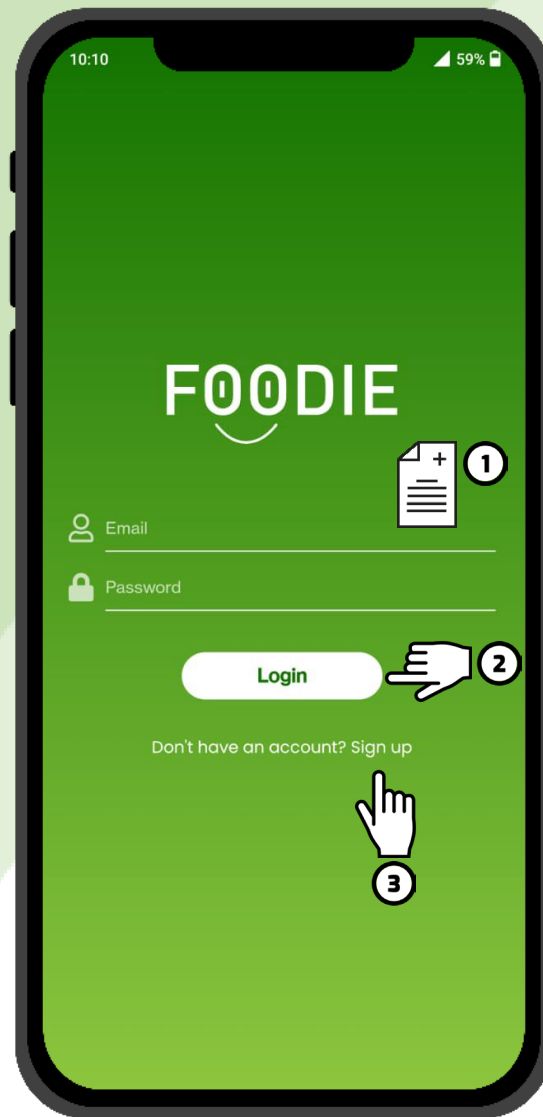 10:10 59%
FOODIE
+ 1
Email
Password
Login 2
Don't have an account? Sign up
3